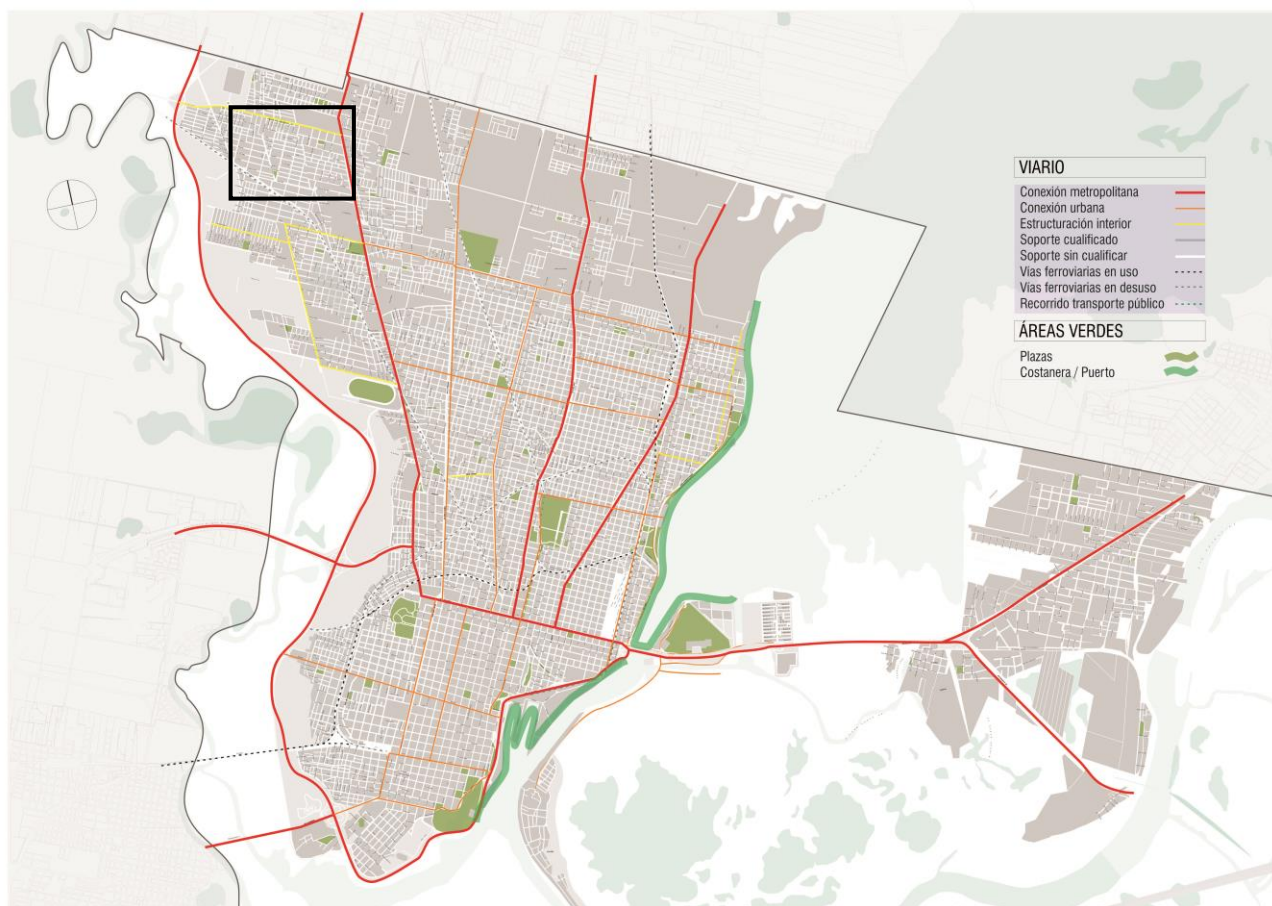 VIARIO
Conexión metropolitana
Conexión urbana
Estructuración interior
Soporte cualificado
Soporte sin cualificar
Vías ferroviarias en uso
Vías ferroviarias en desuso
Recorrido transporte público
ÁREAS VERDES
Plazas
Costanera / Puerto